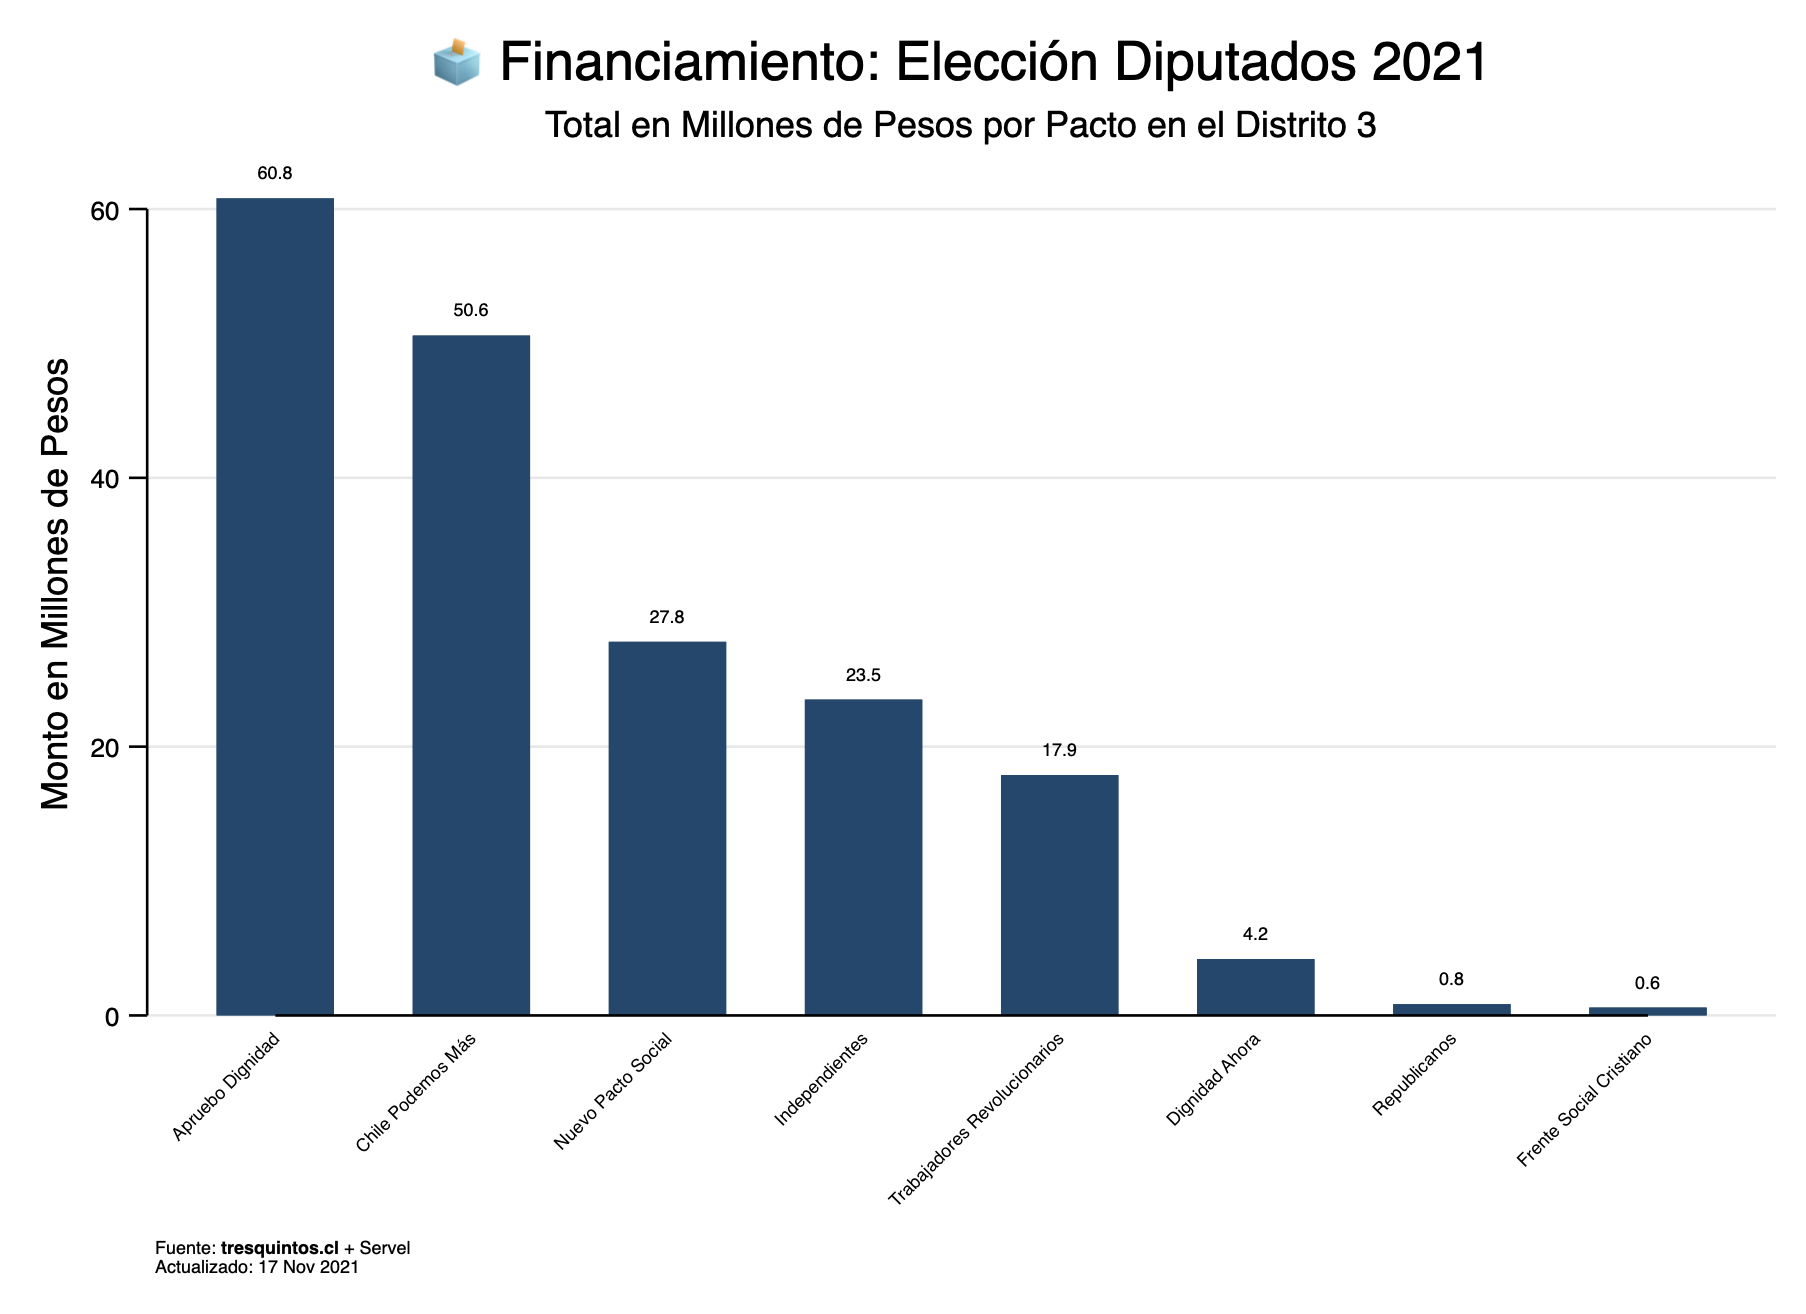 Financiamiento: Elección Diputados 2021
Total en Millones de Pesos por Pacto en el Distrito 3
Monto en Millones de Pesos
60
40
20
0
60.8
50.6
27.8
23.5
17.9
4.2
0.8
0.6
Apruebo Dignidad
Chile Podemos Más
Nuevo Pacto Social
Independientes
Trabajadores Revolucionarios
Dignidad Ahora
Republicanos
Frente Social Cristiano
Fuente: tresquintos.cl + Servel
Actualizado: 17 Nov 2021